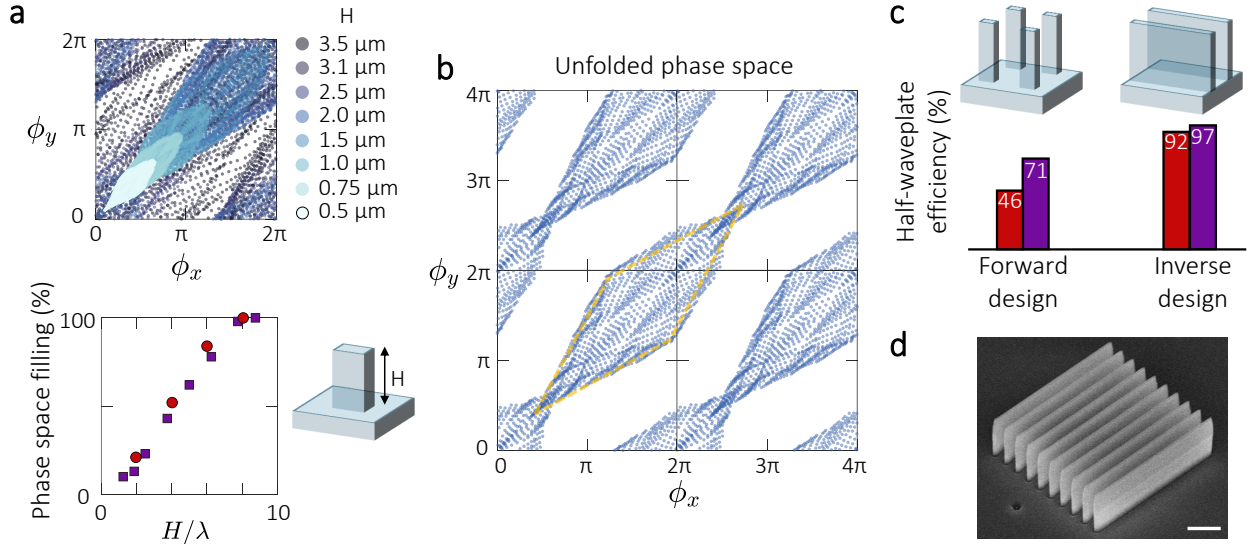 a
H
2π
π
0
ϕy
0
π
2π
ϕx
3.5 µm
3.1 µm
2.5 µm
2.0 µm
1.5 µm
1.0 µm
0.75 µm
0.5 µm
Phase space filling (%)
100
0
0
10
H/λ
H
b
Unfolded phase space
4π
3π
ϕy
2π
π
0
0
π
2π
3π
4π
ϕx
c
Half-waveplate
efficiency (%)
46
71
92
97
Forward
design
Inverse
design
d